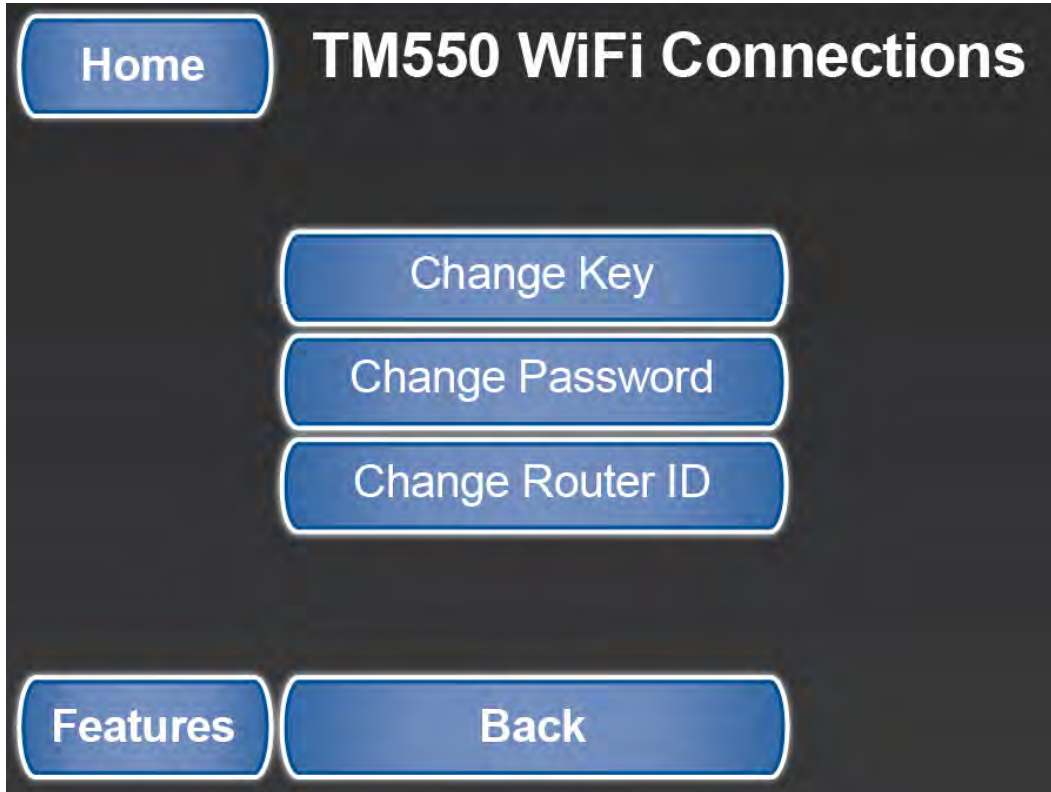 Home
TM550 WiFi Connections
Change Key
Change Password
Change Router ID
Features
Back